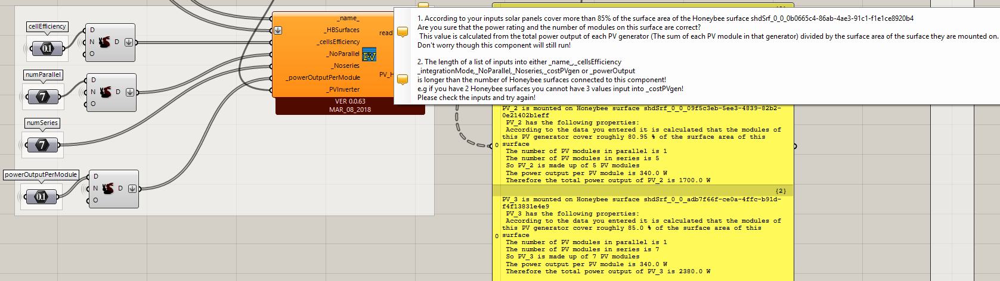 cellEfficiency
D
N
D
O
0.1
numParallel
D
N
D
O
7
numSeries
7
powerOutputPerModule
D
N
D
O
0.1
_name_
_HBSurfaces
_cellsEfficiency
_NoParallel
_Noseries
_powerOutputPerModule
_PVInverter
read
PV
PV_H
VER 0.0.63
MAR_08_2018
1. According to your inputs solar panels cover more than 85% of the surface area of the Honeybee surface shdSrf_0_0_0b0665c4-86ab-4ae3-91c1-f1e1ce8920b4
Are you sure that the power rating and the number of modules on this surface are correct?
This value is calculated from the total power output of each PV generator (The sum of each PV module in that generator) divided by the surface area of the surface they are mounted on.
Don't worry though this component will still run!
2. The length of a list of inputs into either _name_,_cellsEfficiency
_integrationMode,_NoParallel,_Noseries,_costPVgen or _powerOutput
is longer than the number of Honeybee surfaces connected to this component!
e.g if you have 2 Honeybee surfaces you cannot have 3 values input into _costPVgen!
Please check the inputs and try again!
PV_2 is mounted on Honeybee surface shdSrf_0_0_09f5c3eb-5ee3-4839-82b2-
0e21402b1eff
PV_2 has the following properties:
According to the data you entered it is calculated that the modules of
this PV generator cover roughly 80.95 % of the surface area of this
0 surface
The number of PV modules in parallel is 1
The number of PV modules in series is 5
So PV_2 is made up of 5 PV modules
The power output per PV module is 340.0 W
Therefore the total power output of PV_2 is 1700.0 W
{2}
PV_3 is mounted on Honeybee surface shdSrf_0_0_adb7f66f-ce0a-4ffc-b91d-
f4f13831e4e9
PV_3 has the following properties:
According to the data you entered it is calculated that the modules of
this PV generator cover roughly 85.0 % of the surface area of this
0 surface
The number of PV modules in parallel is 1
The number of PV modules in series is 7
So PV_3 is made up of 7 PV modules
The power output per PV module is 340.0 W
Therefore the total power output of PV_3 is 2380.0 W